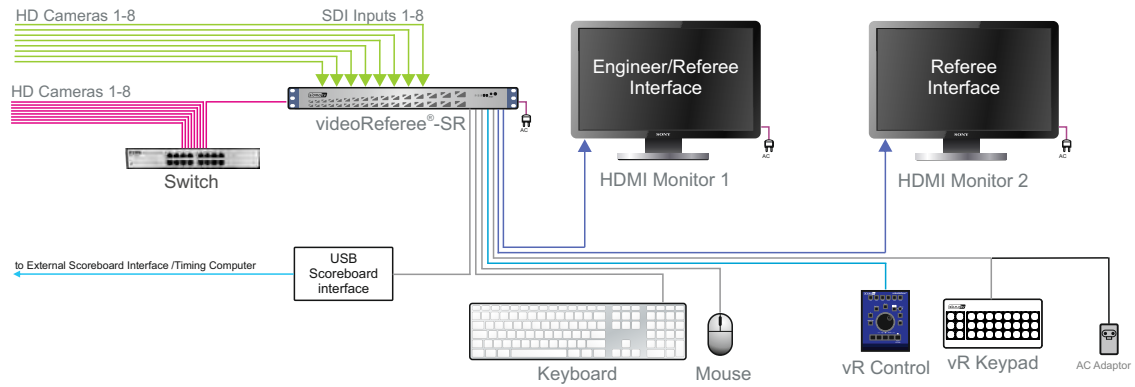 HD Cameras 1-8
SDI Inputs 1-8
HD Cameras 1-8
videoReferee®-SR
AC
Switch
Engineer/Referee
Interface
SONY
AC
HDMI Monitor 1
Referee
Interface
SONY
AC
HDMI Monitor 2
to External Scoreboard Interface /Timing Computer
USB
Scoreboard
interface
Keyboard
Mouse
vR Control
vR Keypad
AC Adaptor